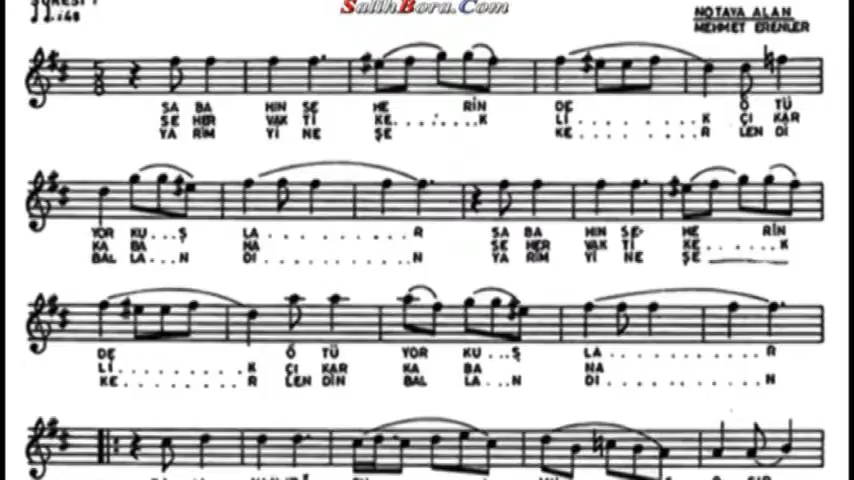 SÜRESİ :
SalihBora.Com
NOTAYA ALAN
MEHMET ERENLER
SA BA HIN SE HE RİN DE Ö TÜ
SE HER VAK Tİ KE.......K Lİ..........K ÇI KAR
YA RİM Yİ NE ŞE KE..........R LEN Dİ
YOR KU...Ş LA..........R SA BA HIN SE HE RİN
KA BA NA SE HER VAK Tİ KE....K
BAL LA...N Dİ..........N YA RİM Yİ NE ŞE
DE Ö TÜ YOR KU...Ş LA..........R
Lİ..........K ÇI KAR KA BA NA
KE..........R LEN DİN BAL LA...N Dİ..........N